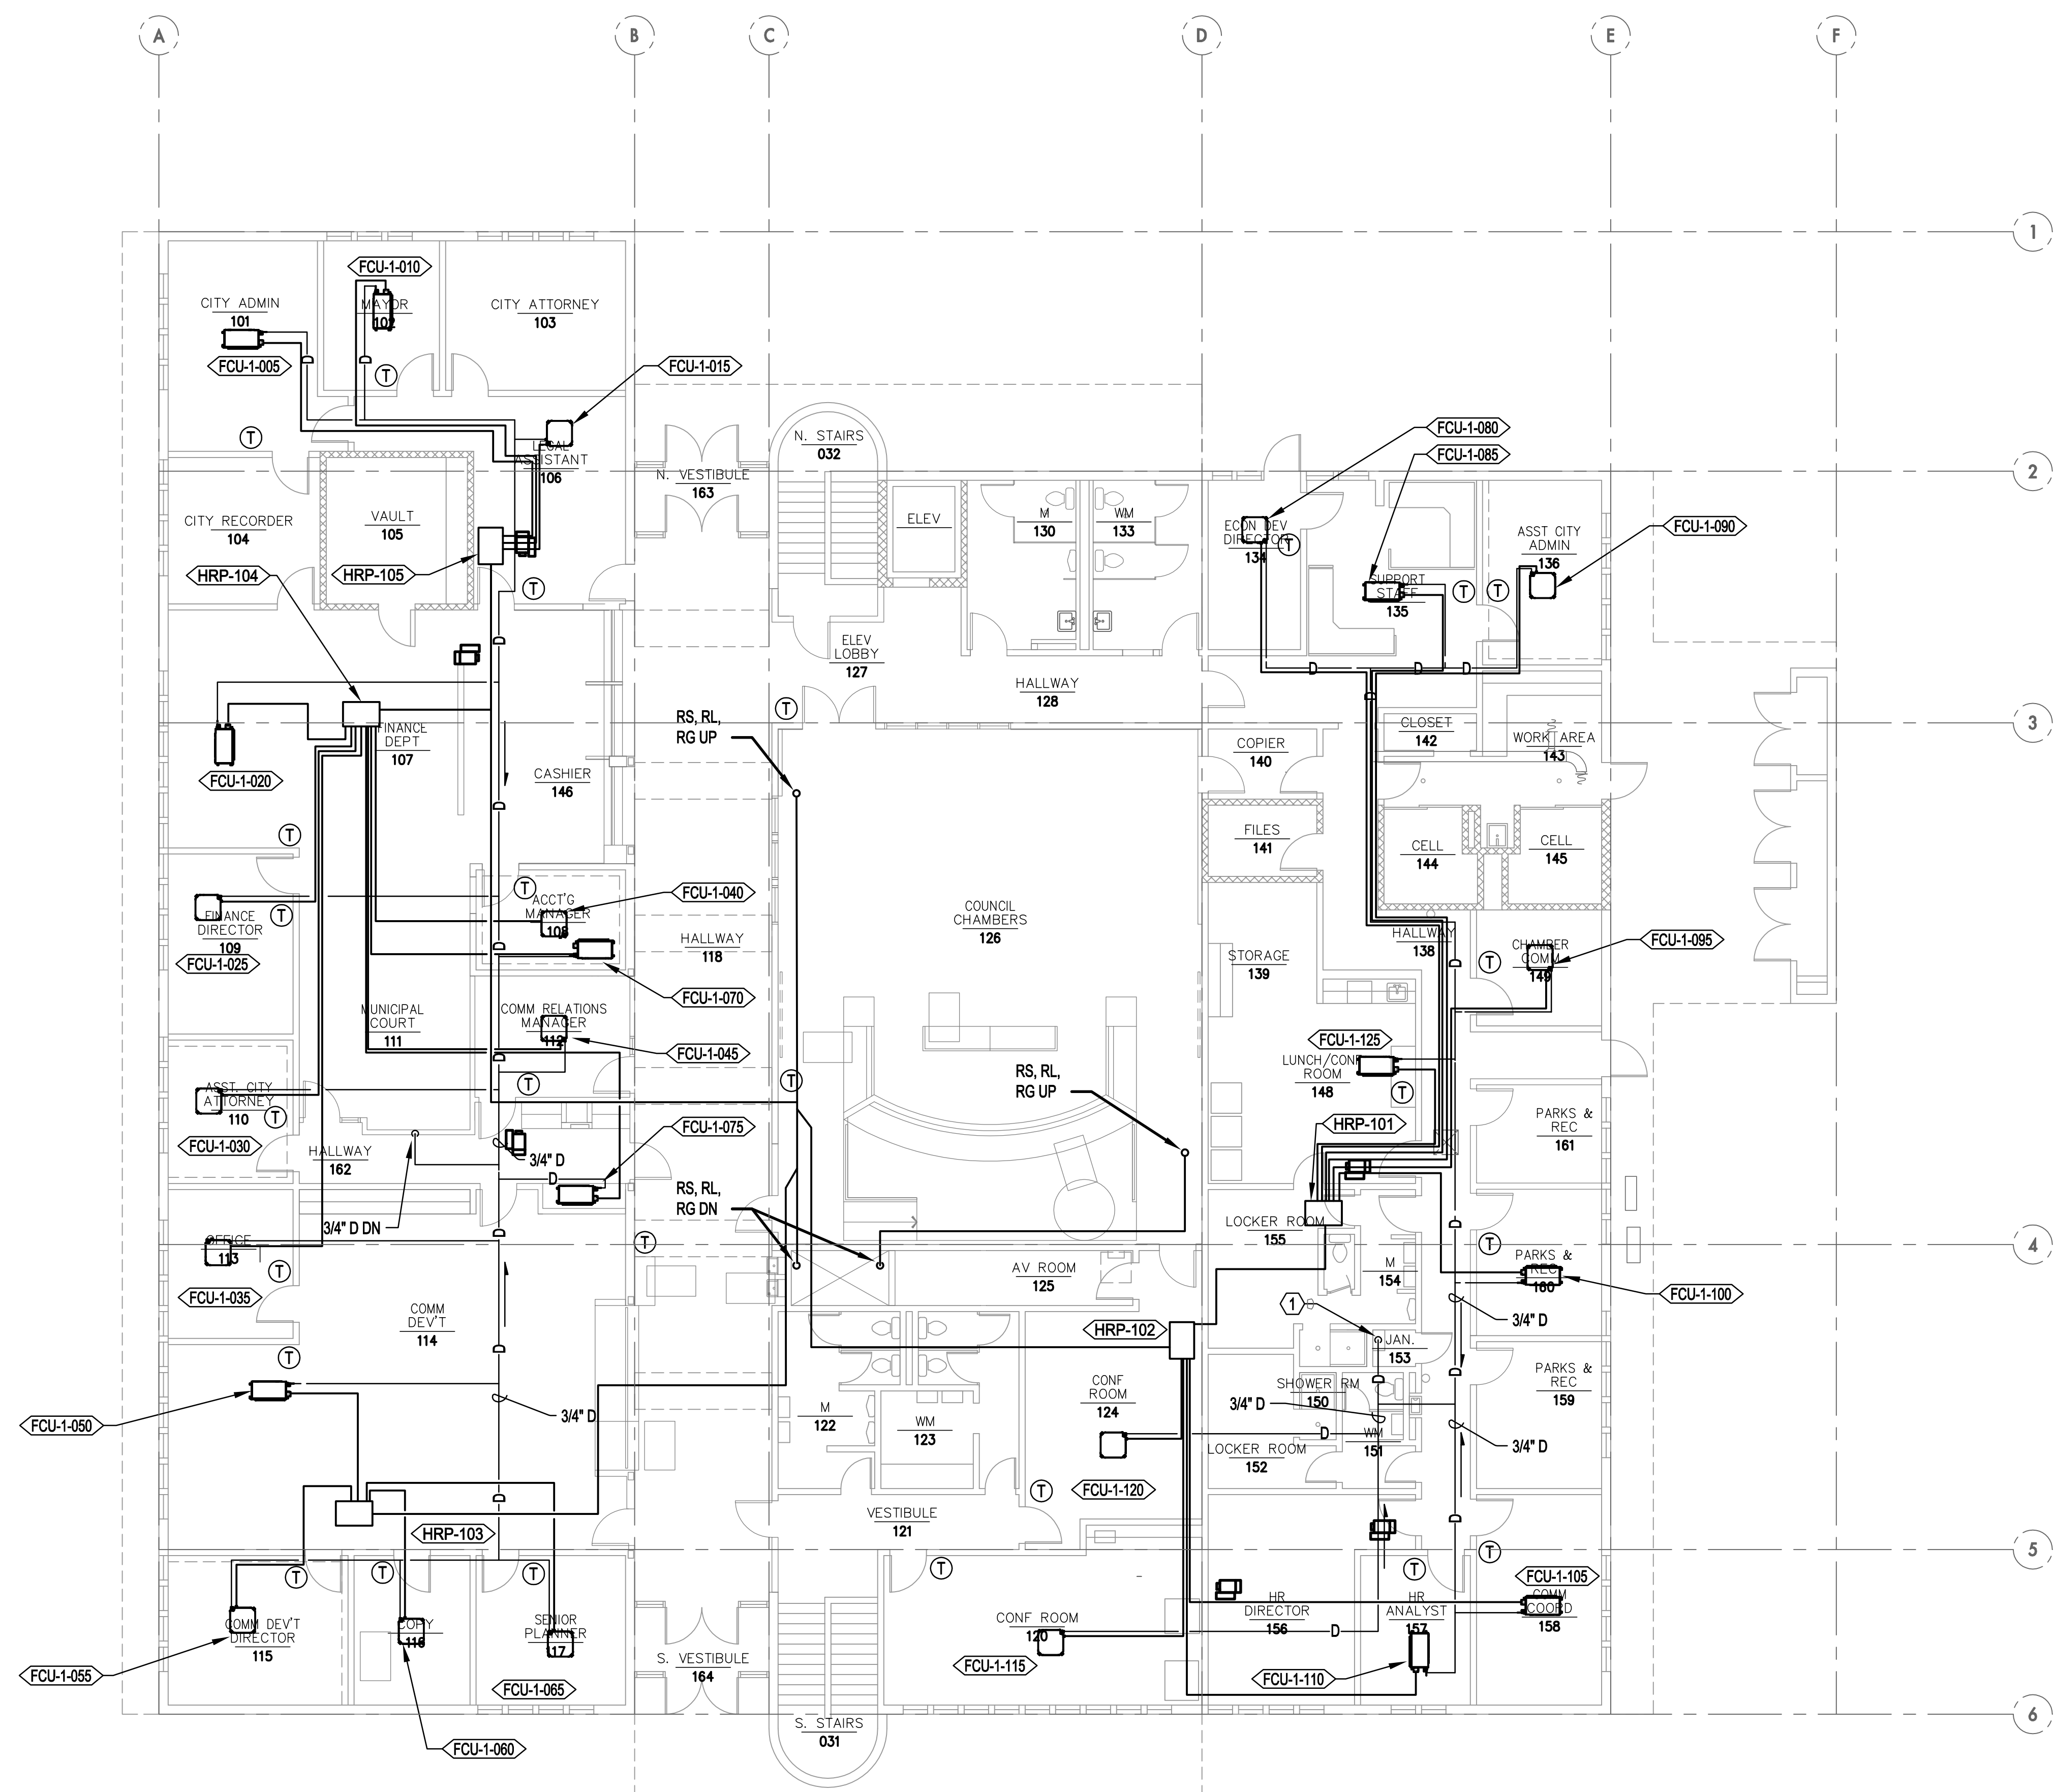 A
B
C
D
E
F
1
FCU-1-010
CITY ADMIN
101
MAYOR
102
CITY ATTORNEY
103
FCU-1-005
D
D
T
FCU-1-015
T
LEGAL
ASSISTANT
106
N. STAIRS
032
FCU-1-080
FCU-1-085
2
N. VESTIBULE
163
CITY RECORDER
104
VAULT
105
ELEV
M
130
WM
133
ECON DEV
DIRECTOR
134
T
ASST CITY
ADMIN
136
FCU-1-090
HRP-104
HRP-105
T
SUPPORT
STAFF
135
T
T
ELEV
LOBBY
127
D
D
D
D
D
HALLWAY
128
T
RS, RL,
RG UP
3
FINANCE
DEPT
107
CLOSET
142
WORK AREA
143
COPIER
140
FCU-1-020
CASHIER
146
D
T
FILES
141
CELL
144
CELL
145
T
FCU-1-040
ACCT'G
MANAGER
108
FINANCE
DIRECTOR
109
T
FCU-1-025
D
HALLWAY
118
COUNCIL
CHAMBERS
126
HALLWAY
138
STORAGE
139
D
T
CHAMBER
COMM
149
FCU-1-095
FCU-1-070
MUNICIPAL
COURT
111
COMM RELATIONS
MANAGER
112
FCU-1-045
D
FCU-1-125
LUNCH/CONF
ROOM
148
T
T
T
RS, RL,
RG UP
ASST. CITY
ATTORNEY
110
T
FCU-1-030
HALLWAY
162
FCU-1-075
3/4" D
D
HRP-101
PARKS &
REC
161
RS, RL,
RG DN
3/4" D DN
D
T
LOCKER ROOM
155
D
T
4
OFFICE
113
T
FCU-1-035
AV ROOM
125
M
154
PARKS &
REC
160
FCU-1-100
COMM
DEV'T
114
1
3/4" D
HRP-102
JAN.
153
T
D
D
D
FCU-1-050
3/4" D
CONF
ROOM
124
SHOWER RM
150
3/4" D
PARKS &
REC
159
M
122
WM
123
D
WM
151
3/4" D
LOCKER ROOM
152
FCU-1-120
T
D
D
HRP-103
VESTIBULE
121
5
T
T
T
T
T
T
FCU-1-105
COMM
COORD
158
COMM DEV'T
DIRECTOR
115
COPY
116
SENIOR
PLANNER
117
CONF ROOM
120
HR
DIRECTOR
156
D
HR
ANALYST
157
FCU-1-055
FCU-1-065
S. VESTIBULE
164
FCU-1-115
FCU-1-110
6
S. STAIRS
031
FCU-1-060